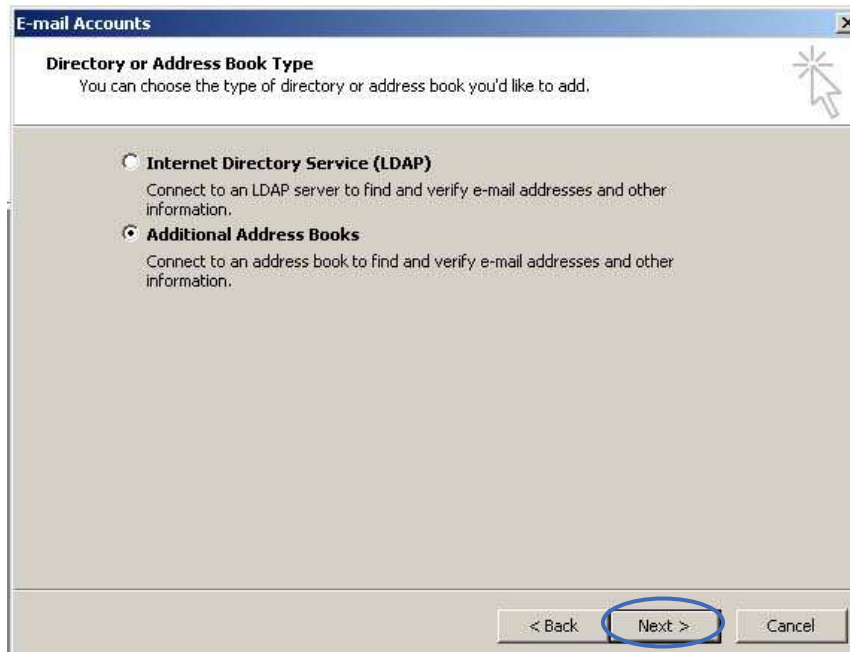 E-mail Accounts
Directory or Address Book Type
You can choose the type of directory or address book you'd like to add.
Internet Directory Service (LDAP)
Connect to an LDAP server to find and verify e-mail addresses and other
information.
Additional Address Books
Connect to an address book to find and verify e-mail addresses and other
information.
< Back Next > Cancel